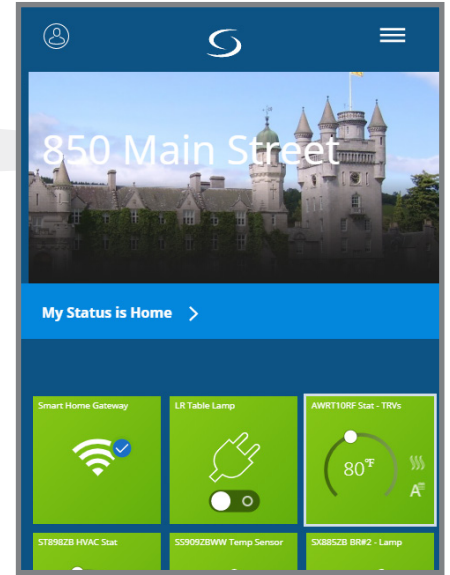 850 Main Street
My Status is Home
Smart Home Gateway
LR Table Lamp
AWRT10RF Stat - TRVs
80°F
A
ST898ZB HVAC Stat
SS909ZBWW Temp Sensor
SX885ZB BR#2 - Lamp